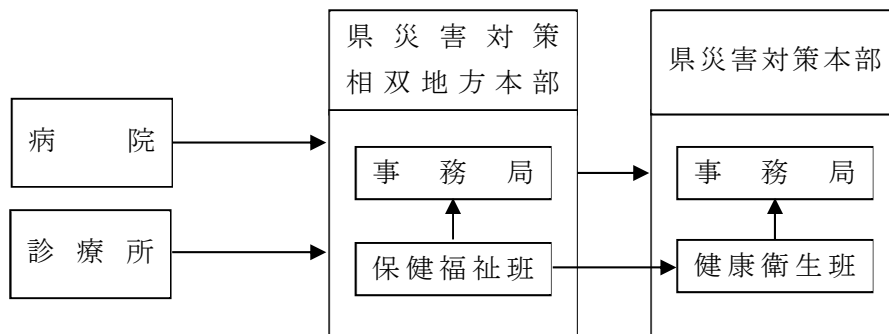 県災害対策
相双地方本部
県災害対策本部
病院
事務局
事務局
診療所
保健福祉班
健康衛生班